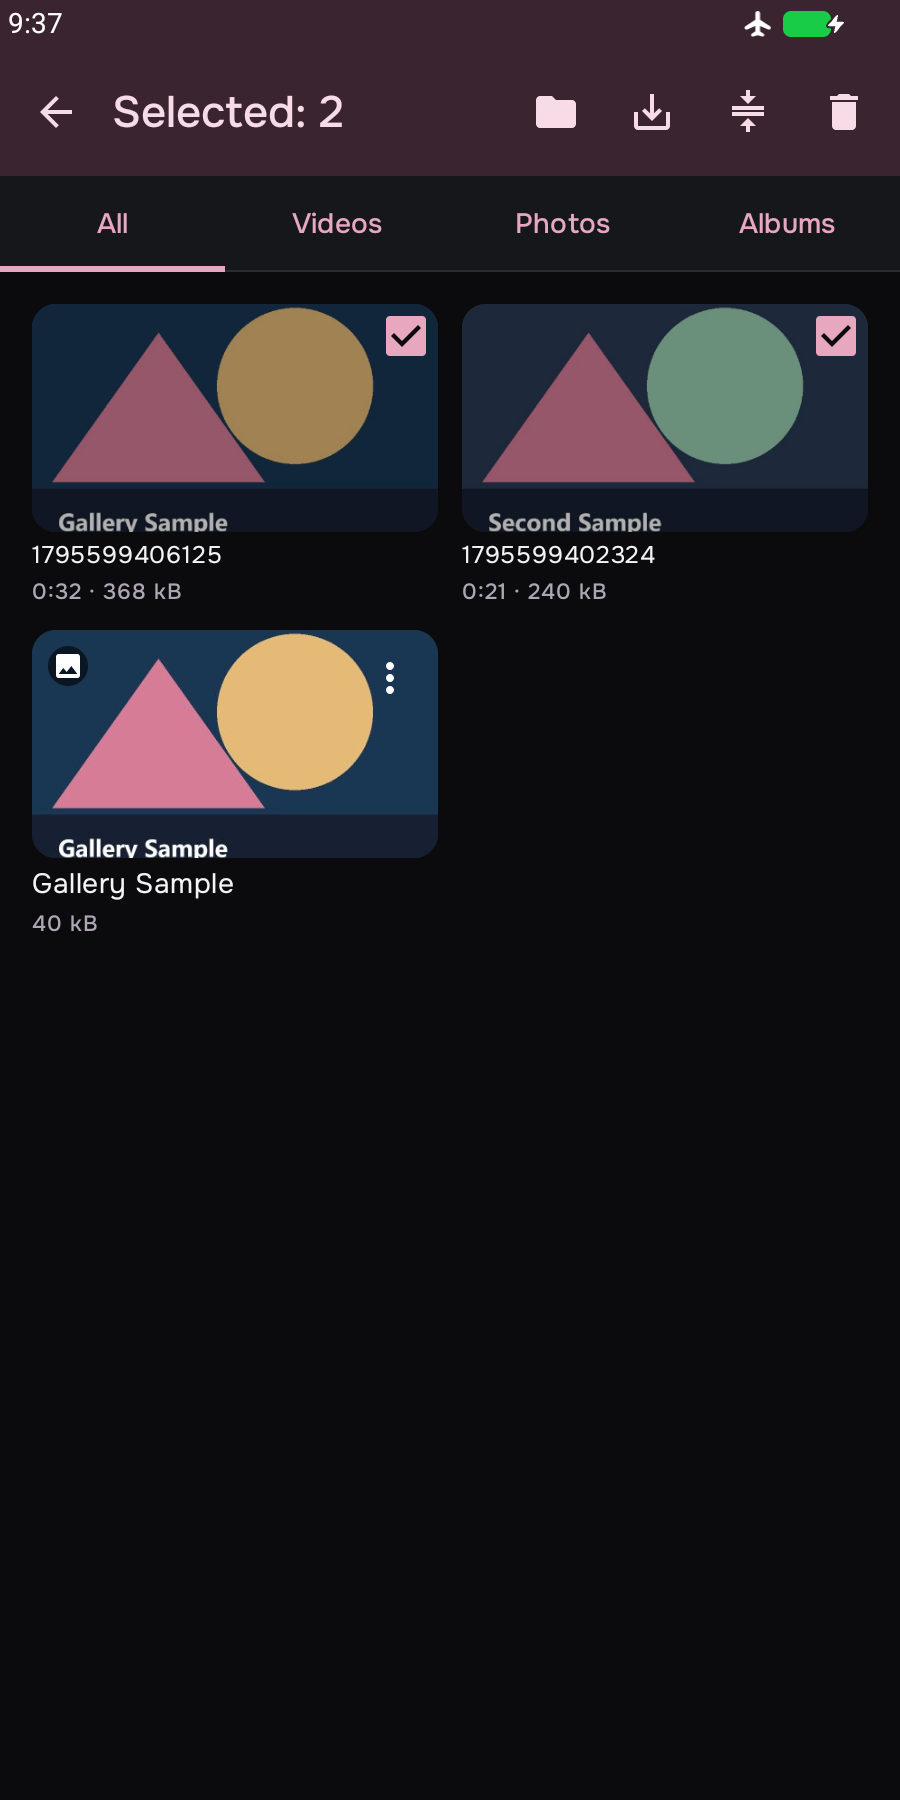 9:37
Selected: 2
All
Videos
Photos
Albums
Gallery Sample
1795599406125
0:32 · 368 kB
Second Sample
1795599402324
0:21 · 240 kB
Gallery Sample
Gallery Sample
40 kB